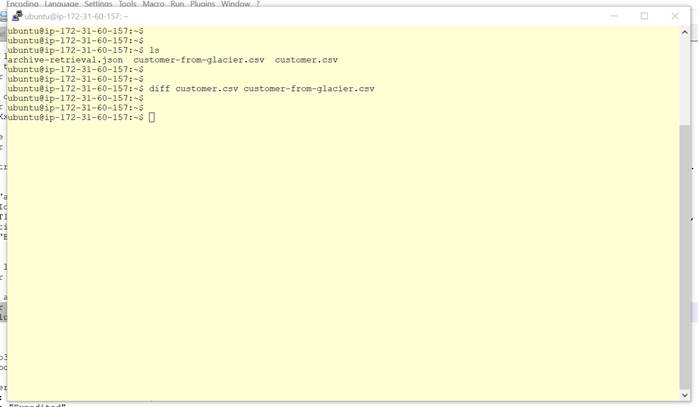 Encoding Language Settings Tools Macro Run Plugins Window ?
ubuntu@ip-172-31-60-157: ~
ubuntu@ip-172-31-60-157:~$
ubuntu@ip-172-31-60-157:~$
ubuntu@ip-172-31-60-157:~$ ls
archive-retrieval.json  customer-from-glacier.csv  customer.csv
ubuntu@ip-172-31-60-157:~$
ubuntu@ip-172-31-60-157:~$
ubuntu@ip-172-31-60-157:~$ diff customer.csv customer-from-glacier.csv
ubuntu@ip-172-31-60-157:~$
ubuntu@ip-172-31-60-157:~$
ubuntu@ip-172-31-60-157:~$